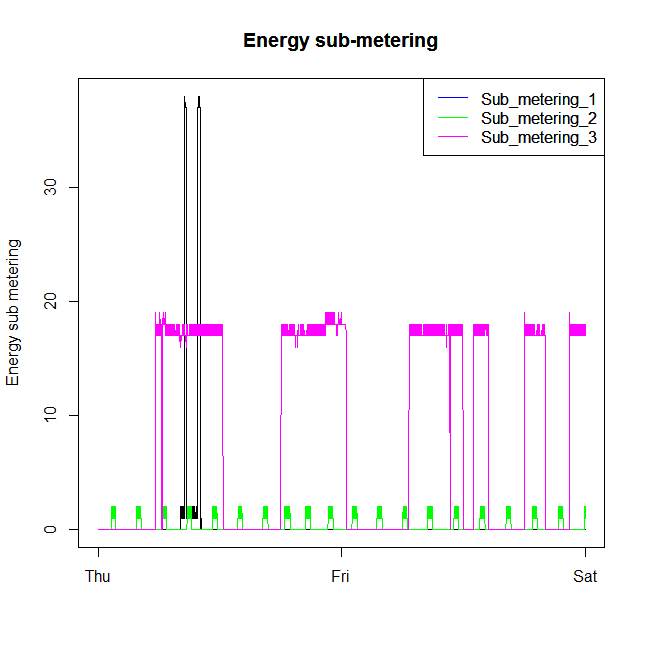 Energy sub-metering
Sub_metering_1
Sub_metering_2
Sub_metering_3
Energy sub metering
30
20
10
0
Thu
Fri
Sat